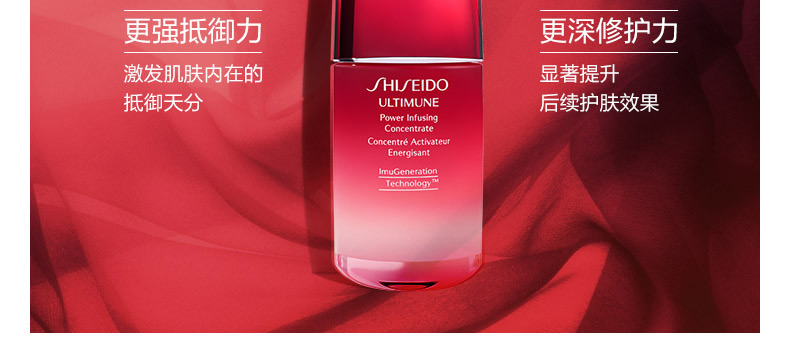 更强抵御力
激发肌肤内在的
抵御天分
SHISEIDO
ULTIMUNE
Power Infusing
Concentrate
Concentré Activateur
Energisant
ImuGeneration
Technology™
更深修护力
显著提升
后续护肤效果